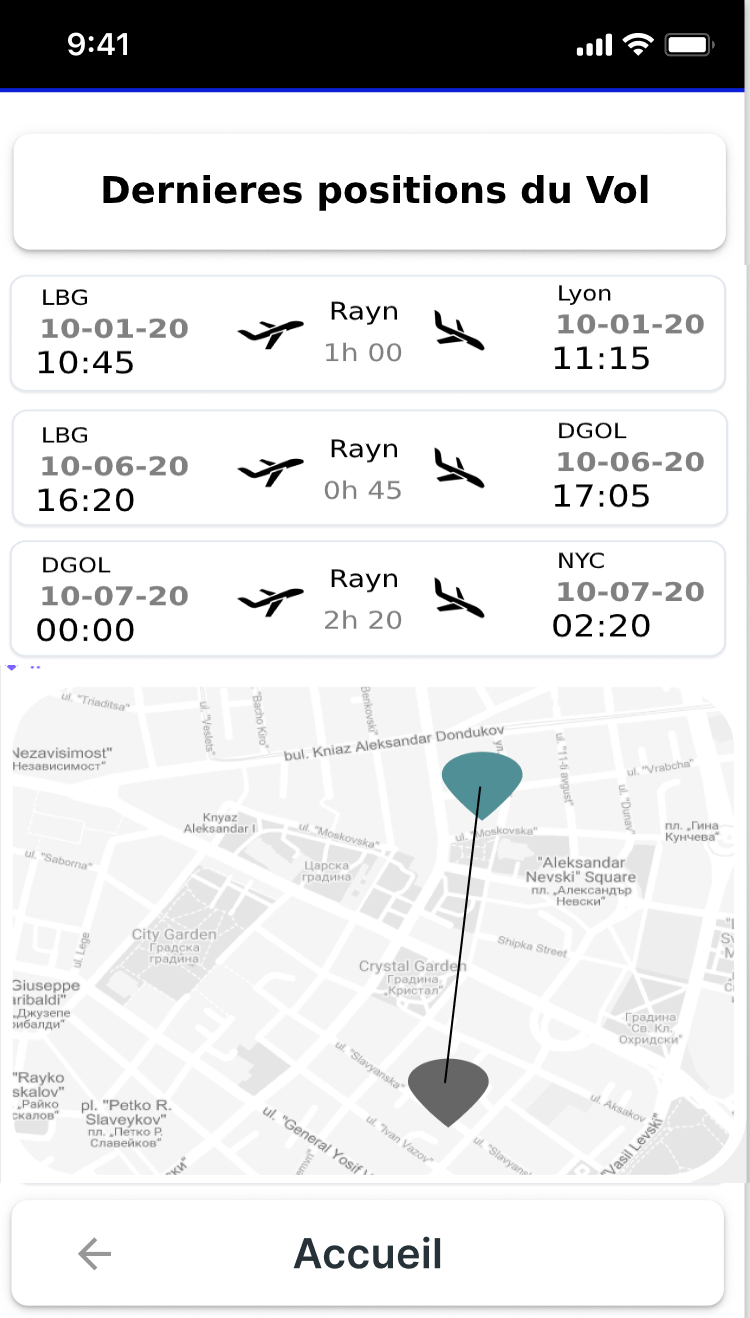 9:41
Dernieres positions du Vol
LBG
10-01-20
10:45
Rayn
1h 00
Lyon
10-01-20
11:15
LBG
10-06-20
16:20
Rayn
0h 45
DGOL
10-06-20
17:05
DGOL
10-07-20
00:00
Rayn
2h 20
NYC
10-07-20
02:20
ul. "Triaditsa"
ul. "Veslets"
"Bacho Kiro"
Benkovski"
bul. Kniaz Aleksandar Dondukov
ул.
ul. "11-ti avgust"
ul. "Vrabcha"
ul. "Dunav"
Nezavisimost"
Независимост"
Knyaz
Aleksandar I
ul. "Moskovska"
ul. "Moskovska"
пл. „Гина
Кунчева"
ul. "Saborna"
Царска
градина
"Aleksandar
Nevski" Square
пл. „Александър
Невски"
ul. Lege
City Garden
Градска
градина
Shipka Street
Crystal Garden
Градина
„Кристал"
Giuseppe
aribaldi"
„Джузепе
рибалди"
Градина
"Св. Кл.
Охридски"
"Rayko
skalov"
„Райко
скалов"
pl. "Petko R.
Slaveykov"
пл. „Петко Р.
Славейков"
ul. "Slavyanska"
ul. "General Yosif V
ul. "Ivan Vazov"
ul. "Slavyans
ul. Aksakov
"Vasil Levski"
ки"
Accueil